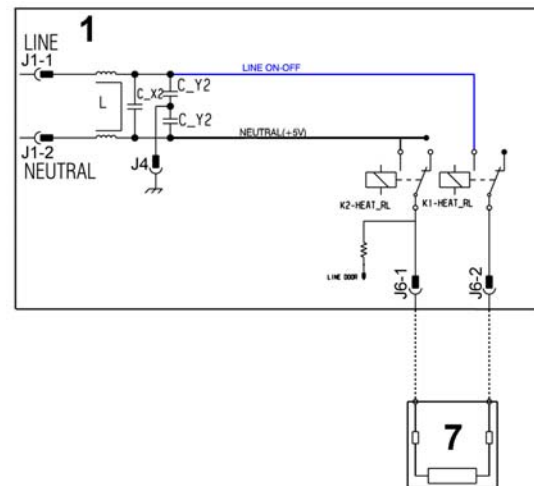 1
LINE
J1-1
LINE ON-OFF
L
C_X2
C_Y2
C_Y2
NEUTRAL(+5V)
J1-2
NEUTRAL
J4
K2-HEAT_RL
K1-HEAT_RL
LINE DOOR
J6-1
J6-2
7